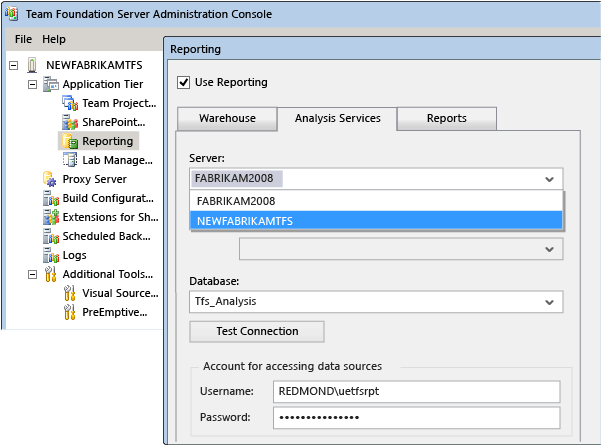 Team Foundation Server Administration Console
File Help
NEWFABRIKAMTFS
Application Tier
Team Project...
SharePoint...
Reporting
Lab Manage...
Proxy Server
Build Configurat...
Extensions for Sh...
Scheduled Back...
Logs
Additional Tools...
Visual Source...
PreEmptive...
Reporting
Use Reporting
Warehouse Analysis Services Reports
Server:
FABRIKAM2008
FABRIKAM2008
NEWFABRIKAMTFS
Database:
Tfs_Analysis
Test Connection
Account for accessing data sources
Username: REDMOND\uetfsrpt
Password: •••••••••••••••